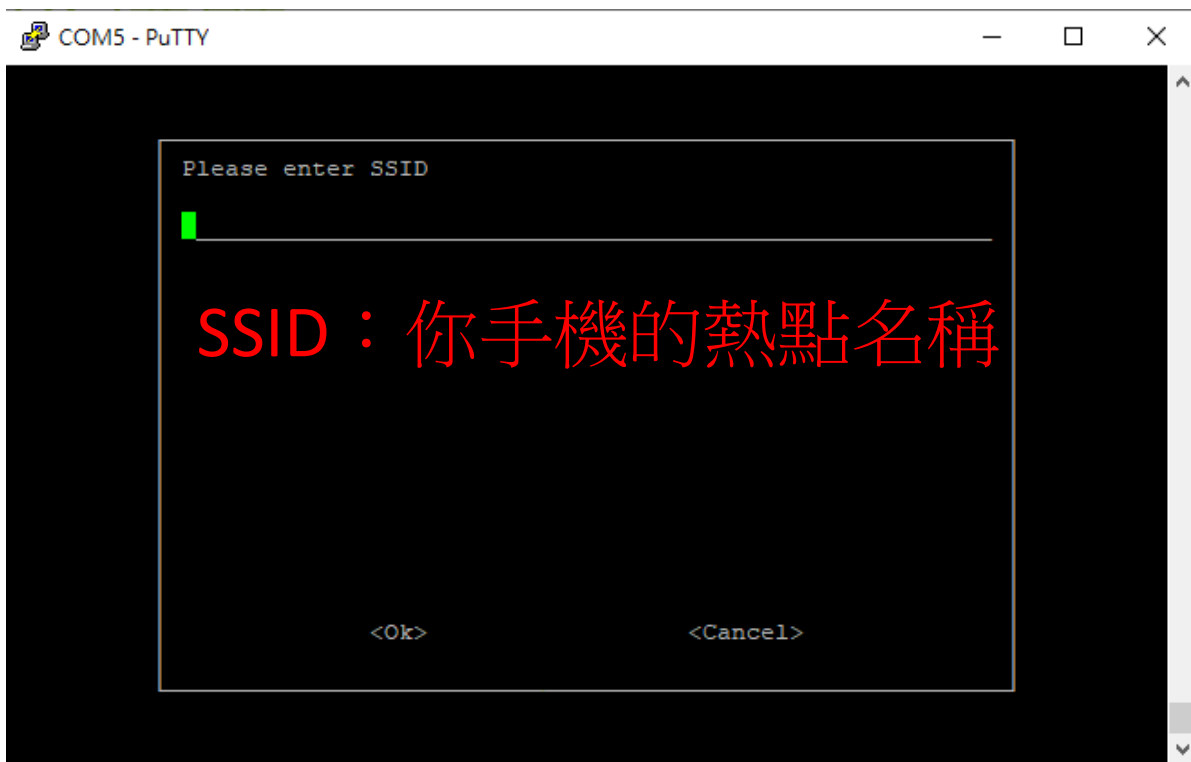 COM5 - PuTTY
Please enter SSID
SSID：你手機的熱點名稱
<Ok> <Cancel>